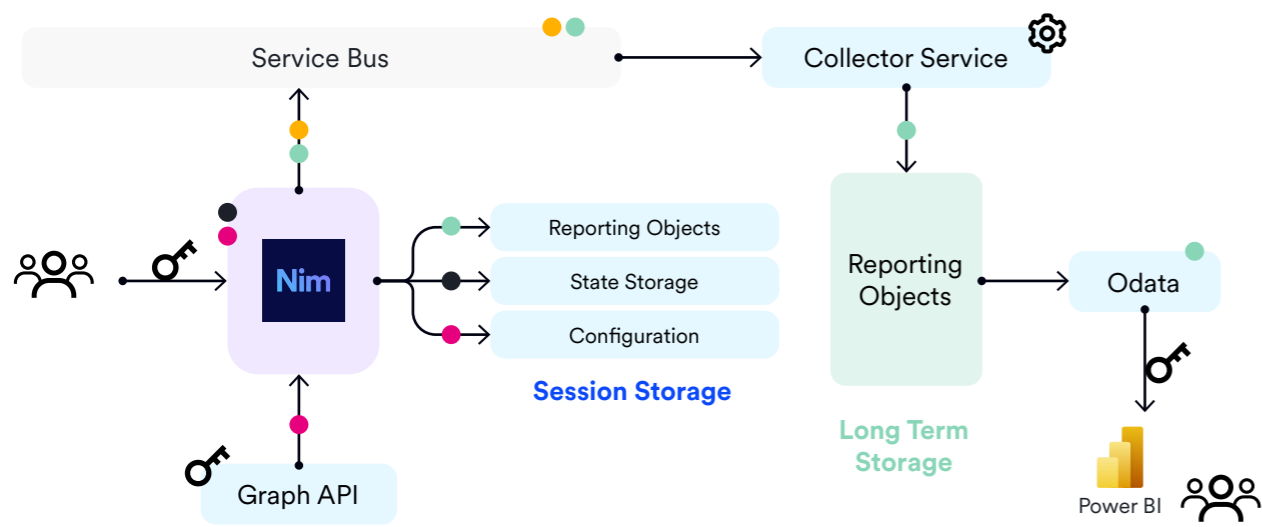 Service Bus
Collector Service
Nim
Reporting Objects
State Storage
Configuration
Session Storage
Reporting
Objects
Long Term
Storage
Odata
Graph API
Power BI